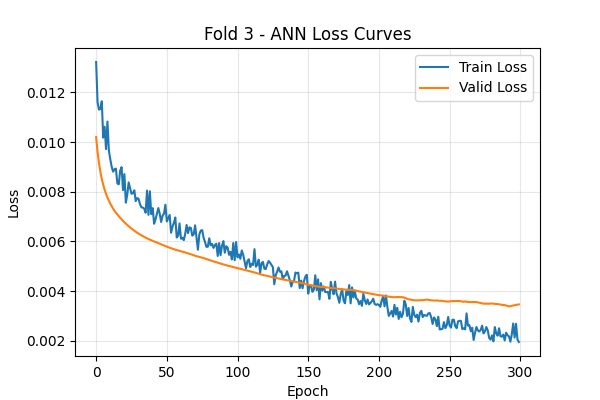 Fold 3 - ANN Loss Curves
Train Loss
Valid Loss
Loss
0.012
0.010
0.008
0.006
0.004
0.002
0 50 100 150 200 250 300
Epoch